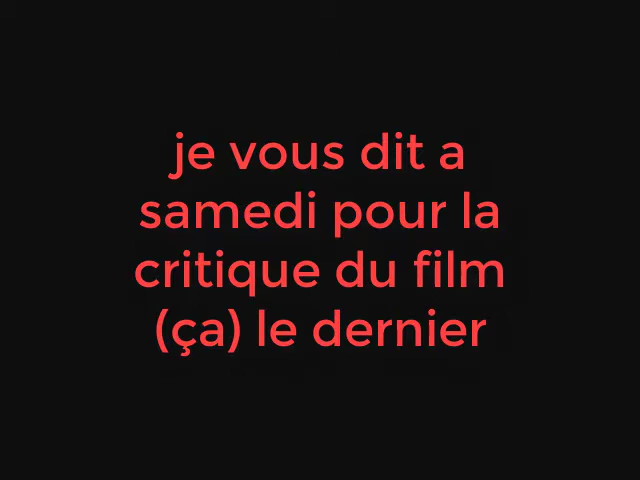 je vous dit a
samedi pour la
critique du film
(ça) le dernier